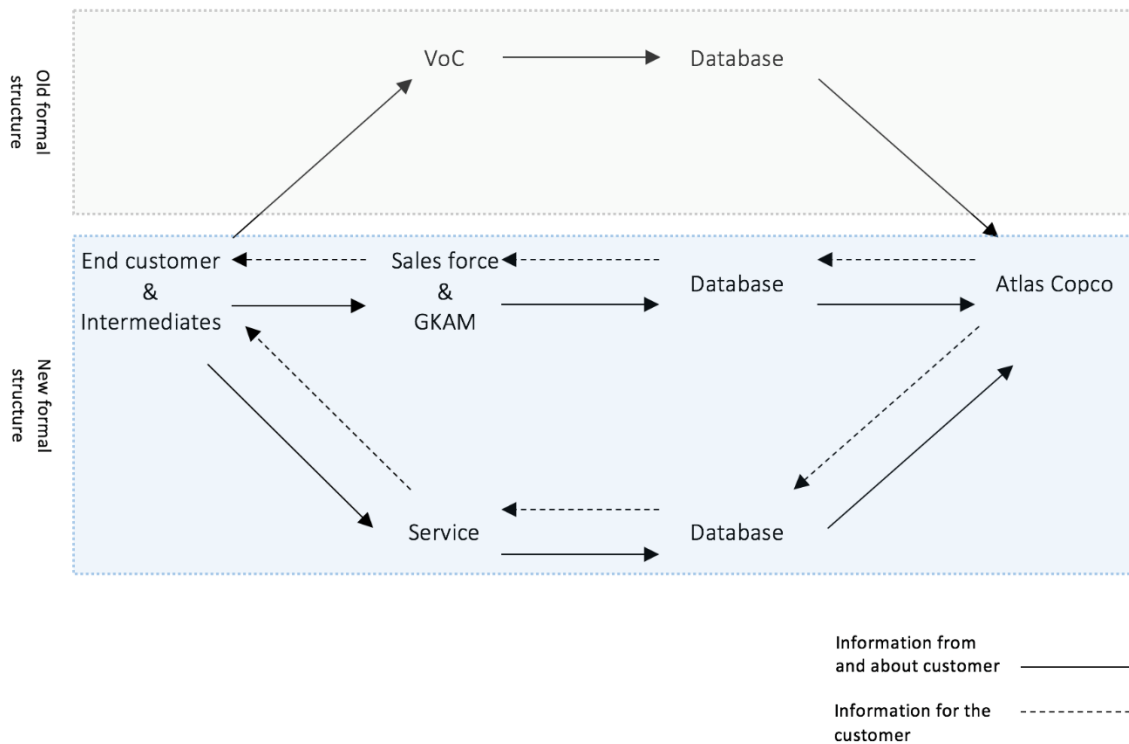 Old formal
structure
VoC
Database
New formal
structure
End customer
&
Intermediates
Sales force
&
GKAM
Database
Atlas Copco
Service
Database
Information from
and about customer
Information for the
customer